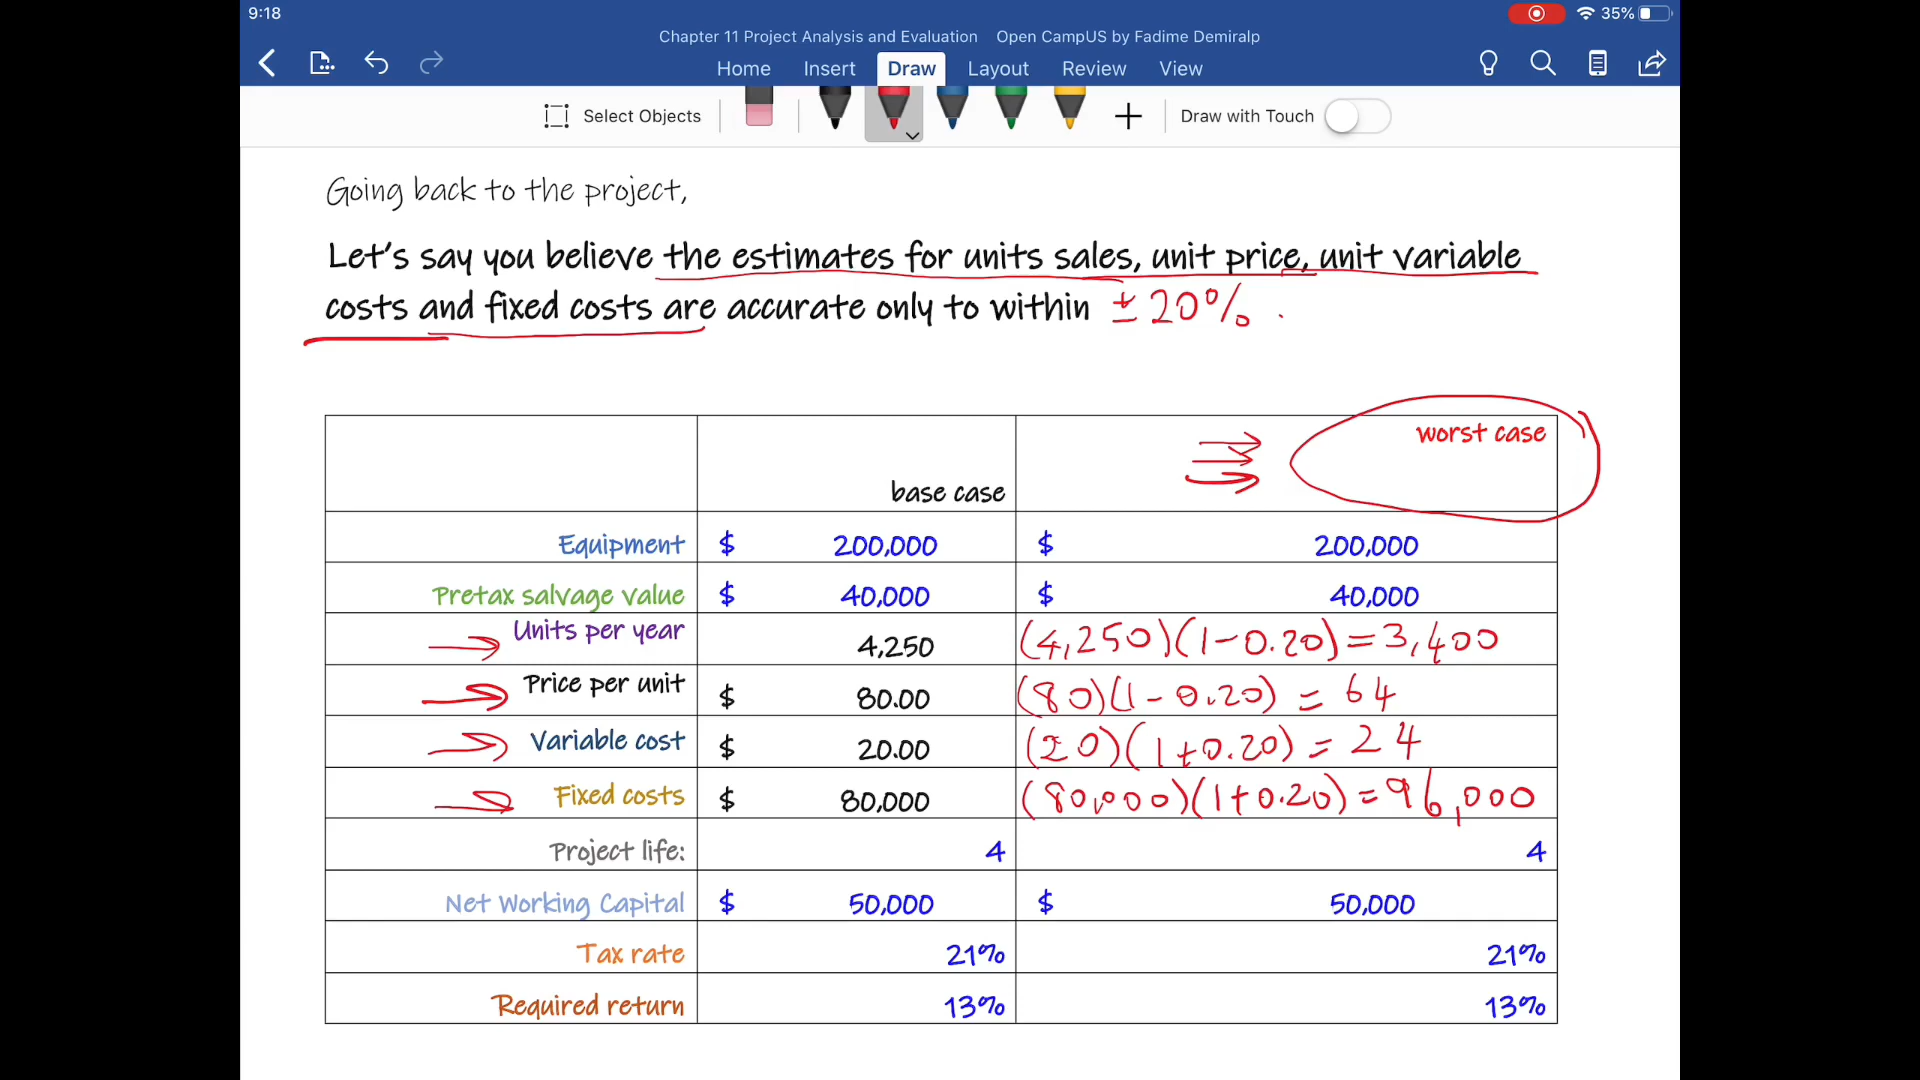 9:18
35%
Chapter 11 Project Analysis and Evaluation Open CampUS by Fadime Demiralp
Home Insert Draw Layout Review View
Select Objects Draw with Touch
Going back to the project,
Let's say you believe the estimates for units sales, unit price, unit variable
costs and fixed costs are accurate only to within ±20%.
worst case
base case
Equipment $ 200,000 $ 200,000
Pretax salvage value $ 40,000 $ 40,000
Units per year 4,250 (4,250)(1-0.20)=3,400
Price per unit $ 80.00 (80)(1-0.20) = 64
Variable cost $ 20.00 (20)(1+0.20) = 24
Fixed costs $ 80,000 (80,000)(1+0.20)=96,000
Project life: 4 4
Net Working Capital $ 50,000 $ 50,000
Tax rate 21% 21%
Required return 13% 13%